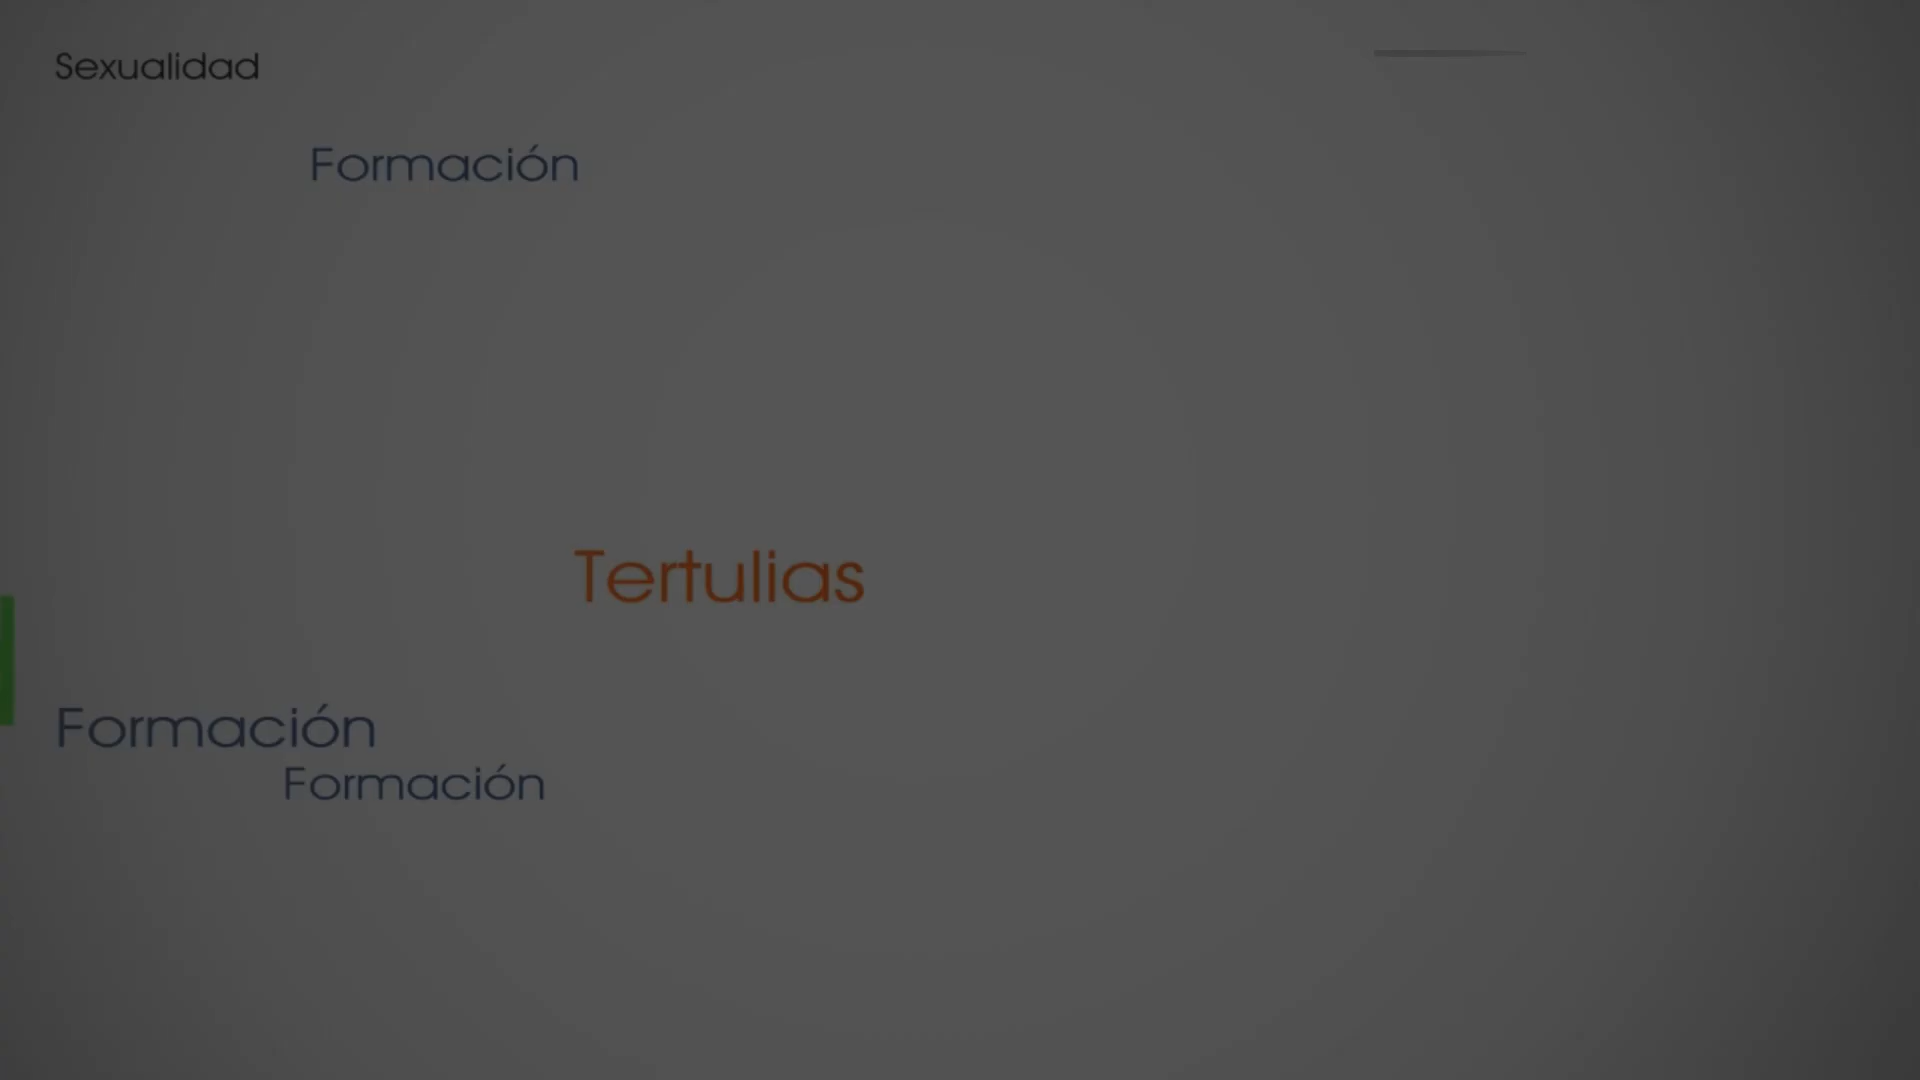 Sexualidad
Formación
Tertulias
Formación
Formación